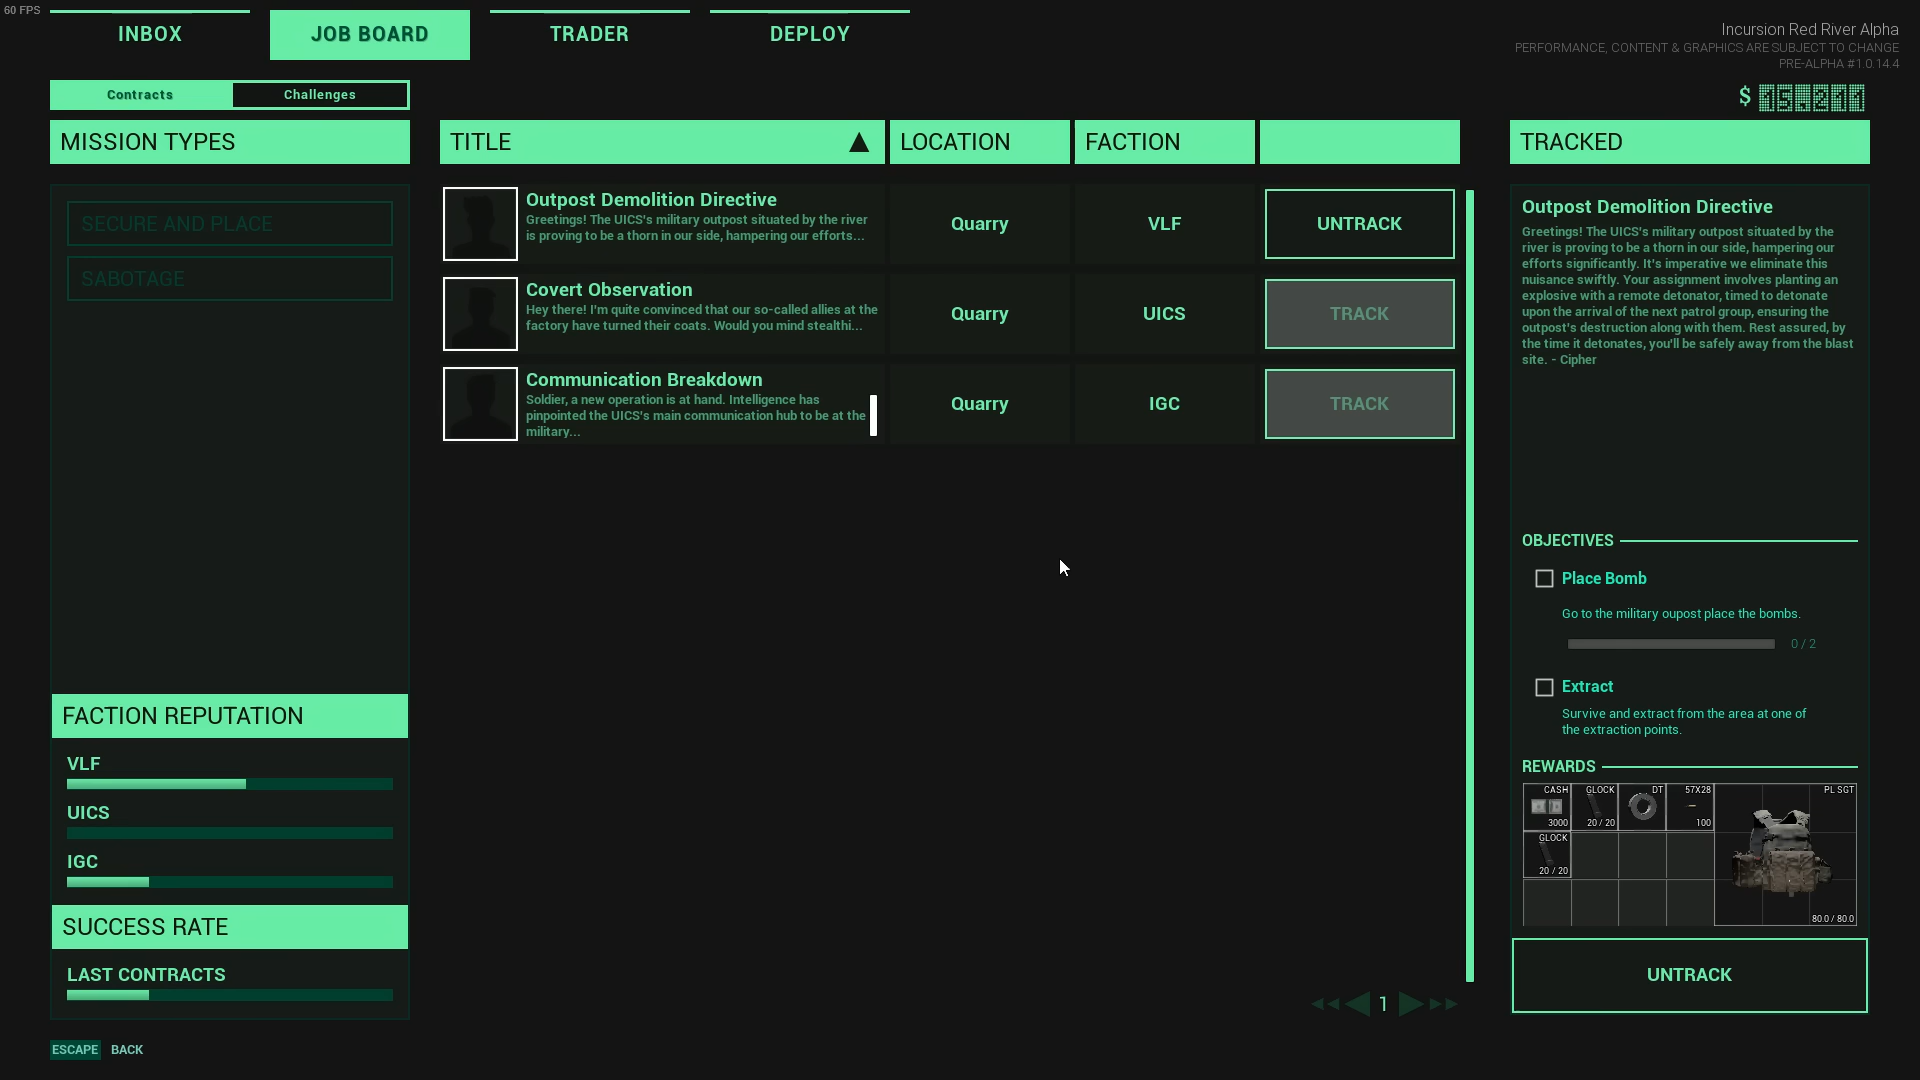 60 FPS
INBOX
JOB BOARD
TRADER
DEPLOY
Incursion Red River Alpha
PERFORMANCE, CONTENT & GRAPHICS ARE SUBJECT TO CHANGE
PRE-ALPHA #1.0.14.4
Contracts
Challenges
$
MISSION TYPES
SECURE AND PLACE
SABOTAGE
FACTION REPUTATION
VLF
UICS
IGC
SUCCESS RATE
LAST CONTRACTS
TITLE
LOCATION
FACTION
Outpost Demolition Directive
Greetings! The UICS's military outpost situated by the river
is proving to be a thorn in our side, hampering our efforts...
Quarry
VLF
UNTRACK
Covert Observation
Hey there! I'm quite convinced that our so-called allies at the
factory have turned their coats. Would you mind stealthi...
Quarry
UICS
TRACK
Communication Breakdown
Soldier, a new operation is at hand. Intelligence has
pinpointed the UICS's main communication hub to be at the
military...
Quarry
IGC
TRACK
1
TRACKED
Outpost Demolition Directive
Greetings! The UICS's military outpost situated by the
river is proving to be a thorn in our side, hampering our
efforts significantly. It's imperative we eliminate this
nuisance swiftly. Your assignment involves planting an
explosive with a remote detonator, timed to detonate
upon the arrival of the next patrol group, ensuring the
outpost's destruction along with them. Rest assured, by
the time it detonates, you'll be safely away from the blast
site. - Cipher
OBJECTIVES
Place Bomb
Go to the military oupost place the bombs.
0 / 2
Extract
Survive and extract from the area at one of
the extraction points.
REWARDS
CASH
3000
GLOCK
20 / 20
DT
57X28
100
PL SGT
80.0 / 80.0
GLOCK
20 / 20
UNTRACK
ESCAPE
BACK